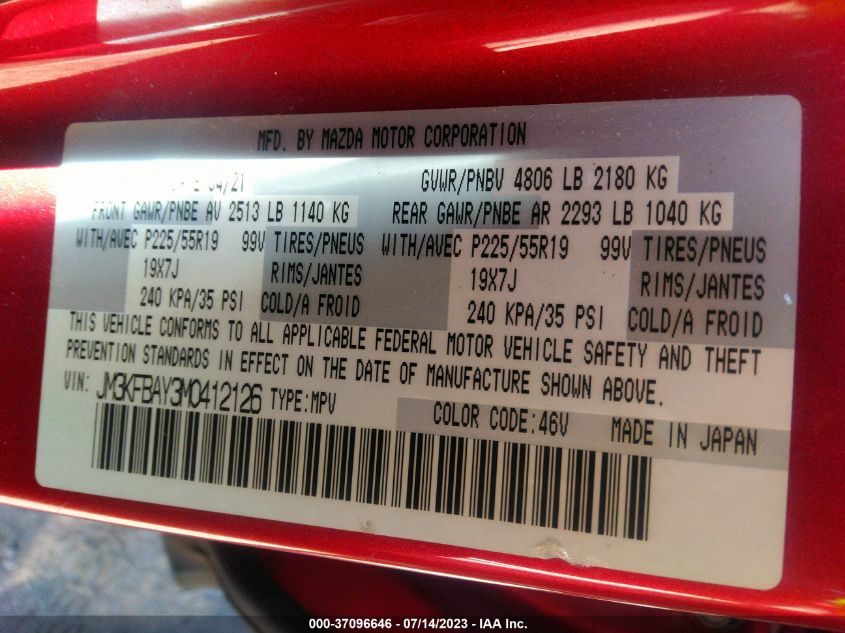 MFD. BY MAZDA MOTOR CORPORATION
04/21 GVWR/PNBV 4806 LB 2180 KG
FRONT GAWR/PNBE AV 2513 LB 1140 KG REAR GAWR/PNBE AR 2293 LB 1040 KG
WITH/AVEC P225/55R19 99V TIRES/PNEUS WITH/AVEC P225/55R19 99V TIRES/PNEUS
19X7J RIMS/JANTES 19X7J RIMS/JANTES
240 KPA/35 PSI COLD/A FROID 240 KPA/35 PSI COLD/A FROID
THIS VEHICLE CONFORMS TO ALL APPLICABLE FEDERAL MOTOR VEHICLE SAFETY AND THEFT
PREVENTION STANDARDS IN EFFECT ON THE DATE OF MANUFACTURE SHOWN ABOVE.
VIN: JM3KFBAY3M0412126 TYPE:MPV
COLOR CODE:46V MADE IN JAPAN
000-37096646 / 07/14/2023 - IAA Inc.